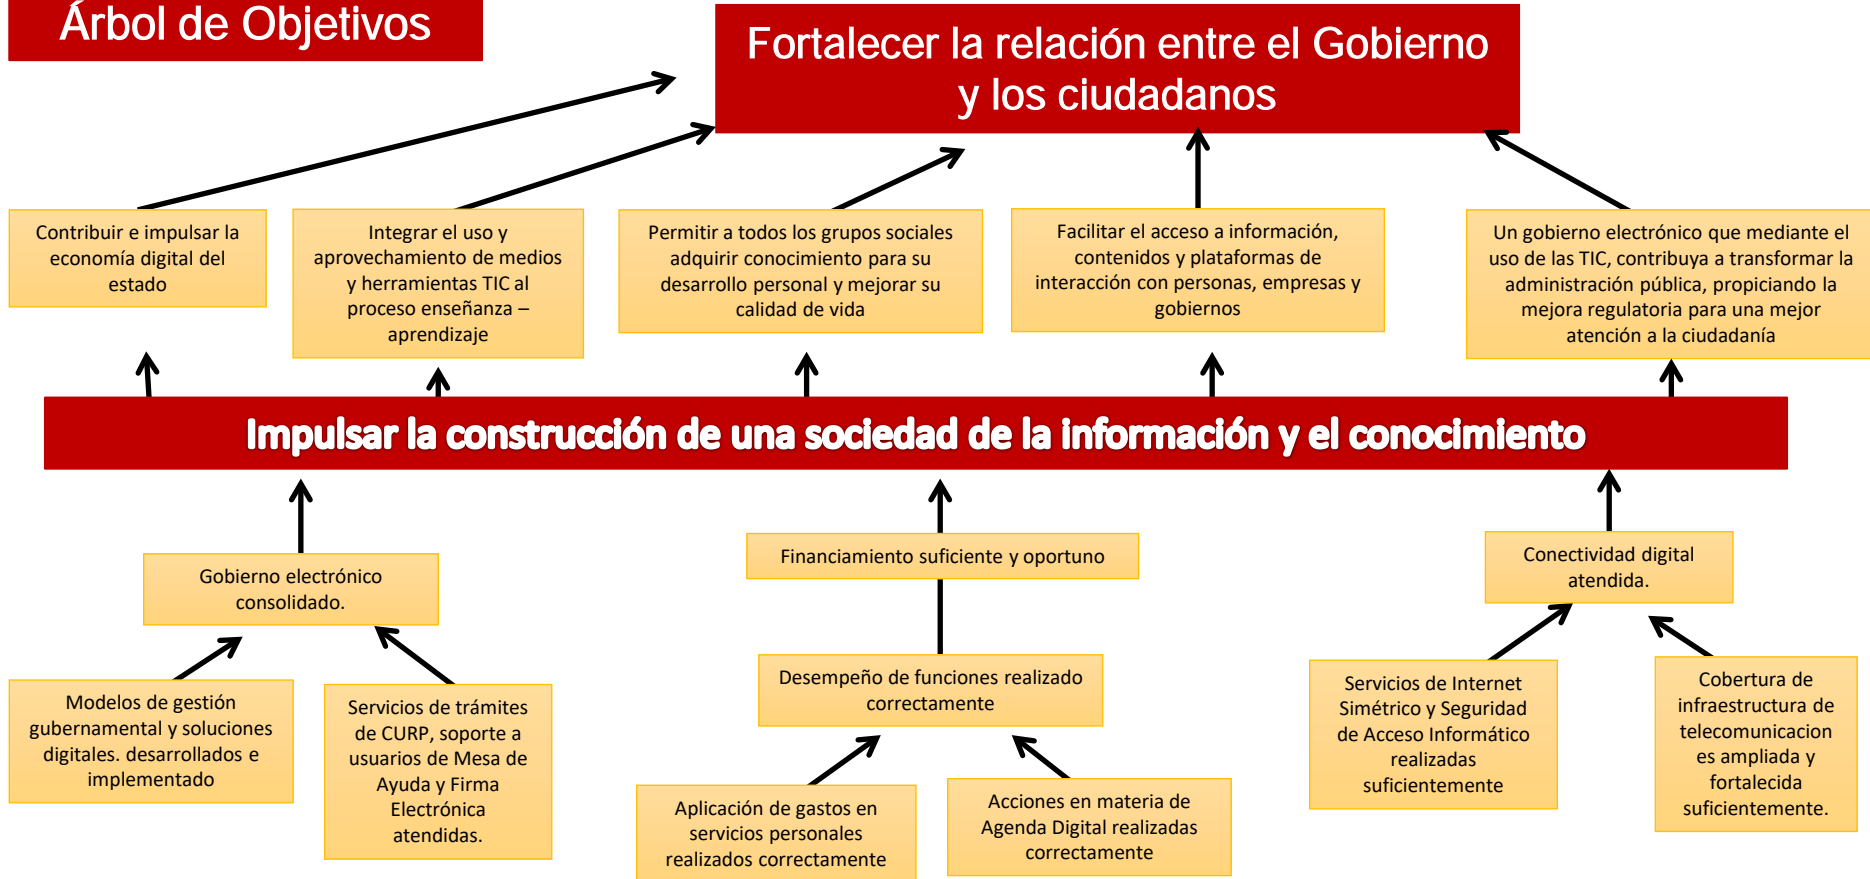 Árbol de Objetivos
Fortalecer la relación entre el Gobierno
y los ciudadanos
Contribuir e impulsar la
economía digital del
estado
Integrar el uso y
aprovechamiento de medios
y herramientas TIC al
proceso enseñanza –
aprendizaje
Permitir a todos los grupos sociales
adquirir conocimiento para su
desarrollo personal y mejorar su
calidad de vida
Facilitar el acceso a información,
contenidos y plataformas de
interacción con personas, empresas y
gobiernos
Un gobierno electrónico que mediante el
uso de las TIC, contribuya a transformar la
administración pública, propiciando la
mejora regulatoria para una mejor
atención a la ciudadanía
Impulsar la construcción de una sociedad de la información y el conocimiento
Gobierno electrónico
consolidado.
Financiamiento suficiente y oportuno
Conectividad digital
atendida.
Modelos de gestión
gubernamental y soluciones
digitales. desarrollados e
implementado
Servicios de trámites
de CURP, soporte a
usuarios de Mesa de
Ayuda y Firma
Electrónica
atendidas.
Desempeño de funciones realizado
correctamente
Aplicación de gastos en
servicios personales
realizados correctamente
Acciones en materia de
Agenda Digital realizadas
correctamente
Servicios de Internet
Simétrico y Seguridad
de Acceso Informático
realizadas
suficientemente
Cobertura de
infraestructura de
telecomunicacion
es ampliada y
fortalecida
suficientemente.